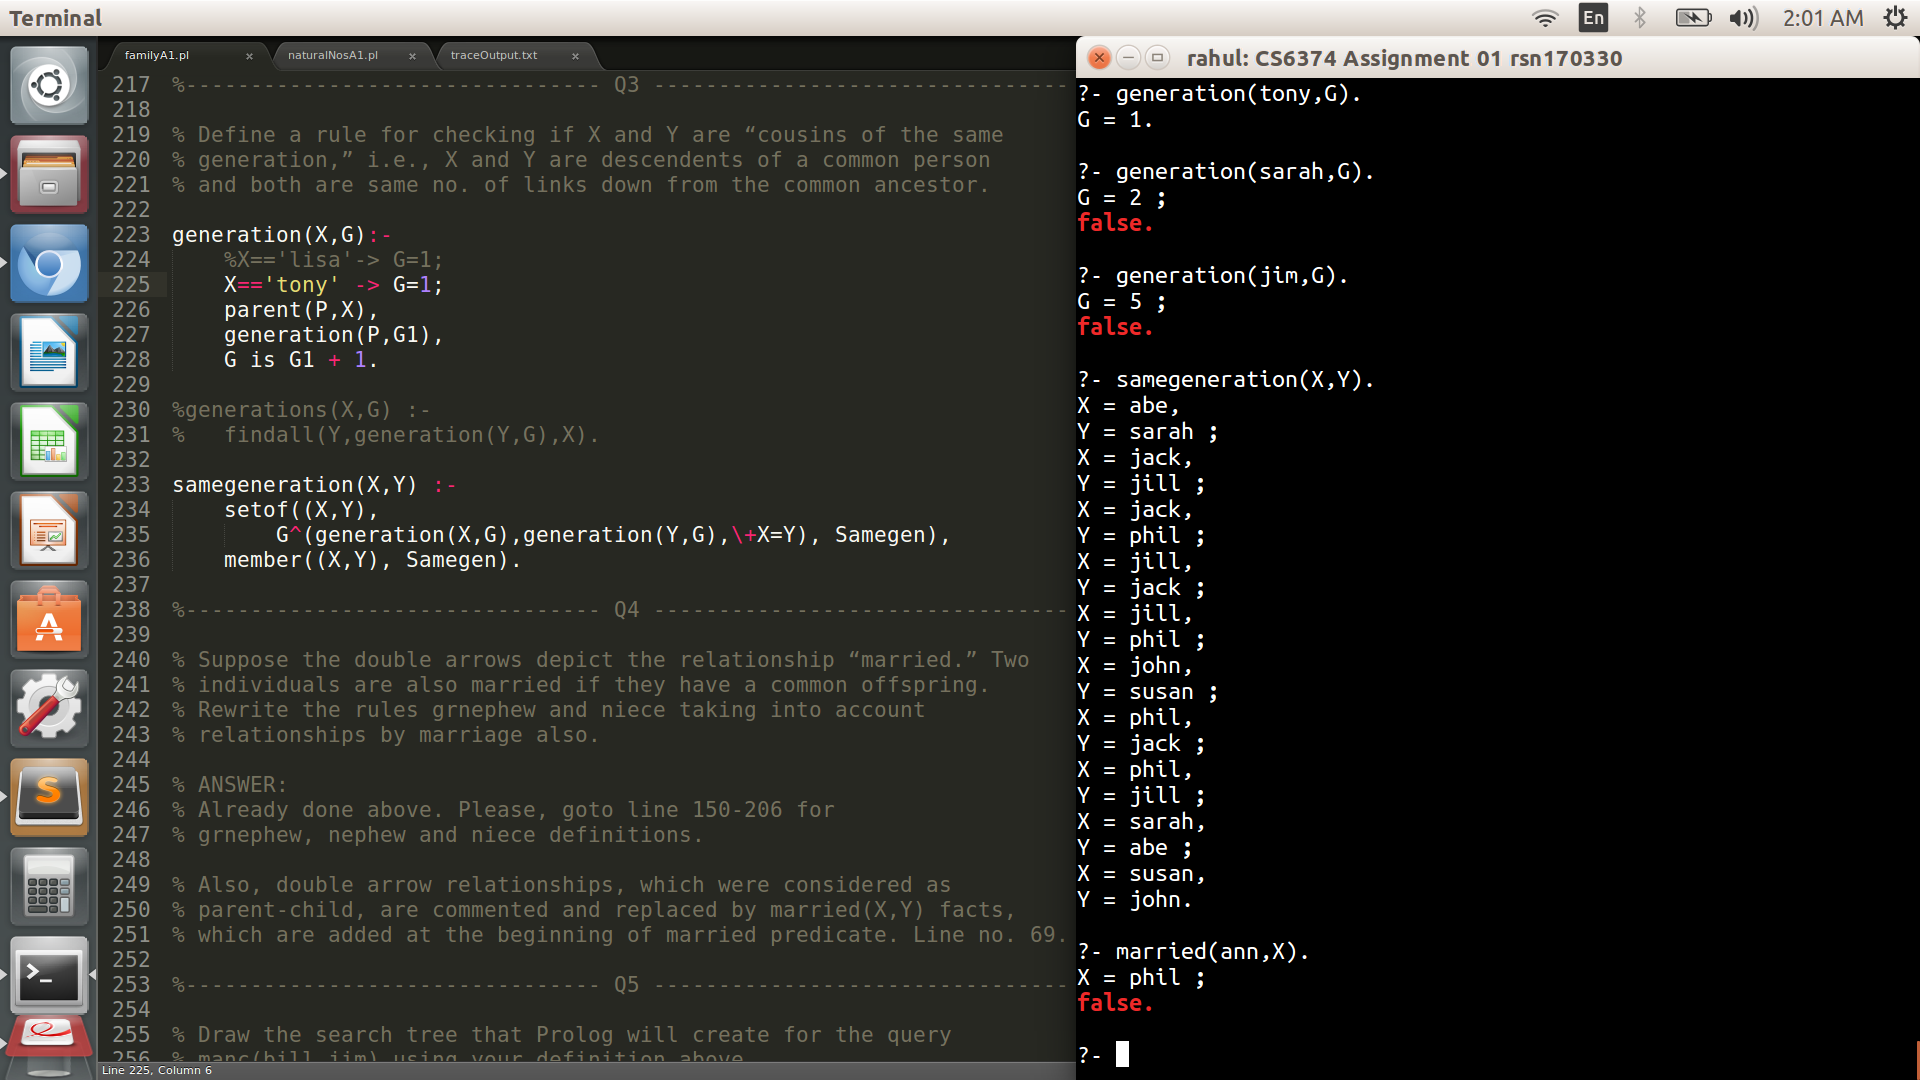 Terminal
En
2:01 AM
familyA1.pl × naturalNosA1.pl × traceOutput.txt ×
217 %-------------------------------- Q3 --------------------------------
218
219 % Define a rule for checking if X and Y are “cousins of the same
220 % generation,” i.e., X and Y are descendents of a common person
221 % and both are same no. of links down from the common ancestor.
222
223 generation(X,G):-
224     %X=='lisa'-> G=1;
225     X=='tony' -> G=1;
226     parent(P,X),
227     generation(P,G1),
228     G is G1 + 1.
229
230 %generations(X,G) :-
231 %   findall(Y,generation(Y,G),X).
232
233 samegeneration(X,Y) :-
234     setof((X,Y),
235         G^(generation(X,G),generation(Y,G),\+X=Y), Samegen),
236     member((X,Y), Samegen).
237
238 %-------------------------------- Q4 --------------------------------
239
240 % Suppose the double arrows depict the relationship “married.” Two
241 % individuals are also married if they have a common offspring.
242 % Rewrite the rules grnephew and niece taking into account
243 % relationships by marriage also.
244
245 % ANSWER:
246 % Already done above. Please, goto line 150-206 for
247 % grnephew, nephew and niece definitions.
248
249 % Also, double arrow relationships, which were considered as
250 % parent-child, are commented and replaced by married(X,Y) facts,
251 % which are added at the beginning of married predicate. Line no. 69.
252
253 %-------------------------------- Q5 --------------------------------
254
255 % Draw the search tree that Prolog will create for the query
256 % manc(bill,jim) using your definition above
Line 225, Column 6
rahul: CS6374 Assignment 01 rsn170330
?- generation(tony,G).
G = 1.
?- generation(sarah,G).
G = 2 ;
false.
?- generation(jim,G).
G = 5 ;
false.
?- samegeneration(X,Y).
X = abe,
Y = sarah ;
X = jack,
Y = jill ;
X = jack,
Y = phil ;
X = jill,
Y = jack ;
X = jill,
Y = phil ;
X = john,
Y = susan ;
X = phil,
Y = jack ;
X = phil,
Y = jill ;
X = sarah,
Y = abe ;
X = susan,
Y = john.
?- married(ann,X).
X = phil ;
false.
?-